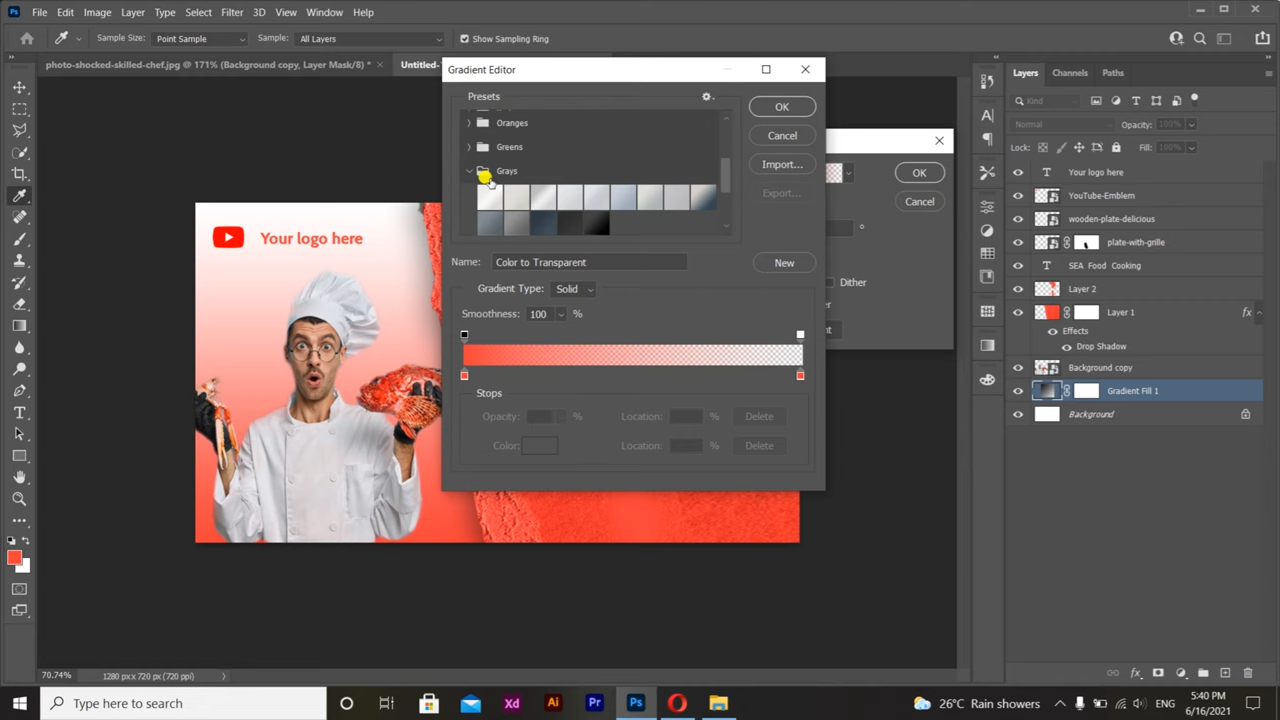 Ps File Edit Image Layer Type Select Filter 3D View Window Help
Sample Size: Point Sample Sample: All Layers Show Sampling Ring
photo-shocked-skilled-chef.jpg @ 171% (Background copy, Layer Mask/8) * × Untitled-
Gradient Editor
Presets
Oranges
Greens
Grays
OK
Cancel
Import...
Export...
Name: Color to Transparent New
Gradient Type: Solid
Smoothness: 100 %
Stops
Opacity: % Location: % Delete
Color: Location: % Delete
OK
Cancel
Dither
Your logo here
Layers Channels Paths
Kind
Normal Opacity: 100%
Lock: Fill: 100%
T Your logo here
YouTube-Emblem
wooden-plate-delicious
plate-with-grille
T SEA Food Cooking
Layer 2
Layer 1 fx
Effects
Drop Shadow
Background copy
Gradient Fill 1
Background
70.74% 1280 px x 720 px (72 ppi)
Type here to search
Xd Ai Pr Ps
26°C Rain showers ENG 5:40 PM 6/16/2021